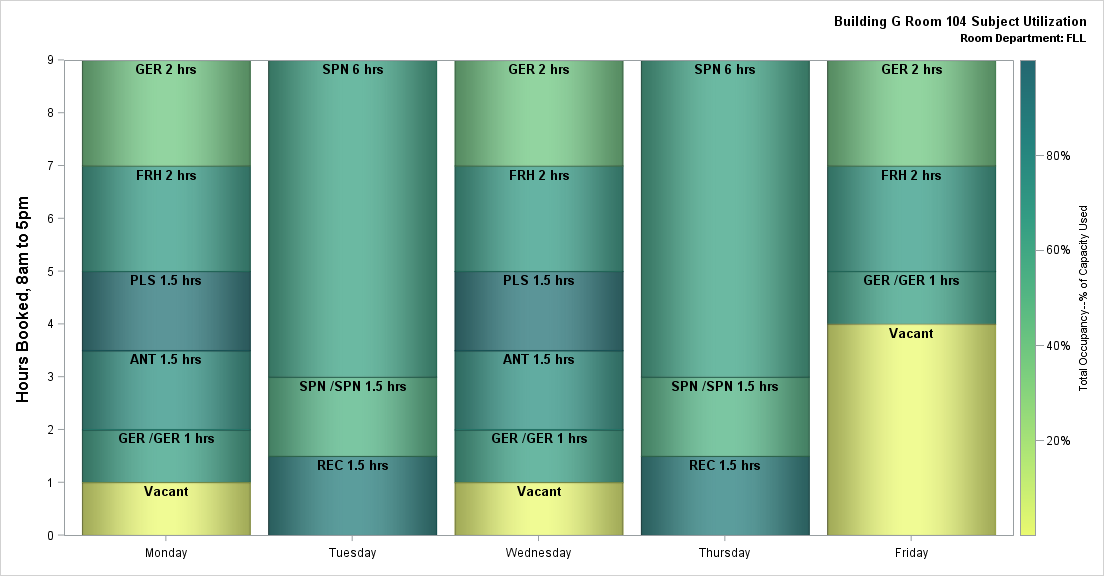 Building G Room 104 Subject Utilization
Room Department: FLL
Hours Booked, 8am to 5pm
9
8
7
6
5
4
3
2
1
0
GER 2 hrs
FRH 2 hrs
PLS 1.5 hrs
ANT 1.5 hrs
GER /GER 1 hrs
Vacant
Monday
SPN 6 hrs
SPN /SPN 1.5 hrs
REC 1.5 hrs
Tuesday
GER 2 hrs
FRH 2 hrs
PLS 1.5 hrs
ANT 1.5 hrs
GER /GER 1 hrs
Vacant
Wednesday
SPN 6 hrs
SPN /SPN 1.5 hrs
REC 1.5 hrs
Thursday
GER 2 hrs
FRH 2 hrs
GER /GER 1 hrs
Vacant
Friday
80%
60%
40%
20%
Total Occupancy--% of Capacity Used